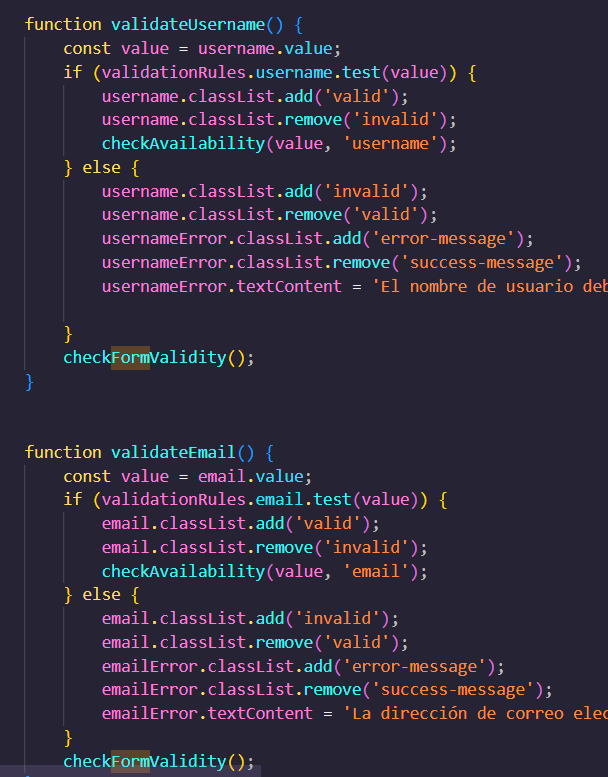 function validateUsername() {
const value = username.value;
if (validationRules.username.test(value)) {
username.classList.add('valid');
username.classList.remove('invalid');
checkAvailability(value, 'username');
} else {
username.classList.add('invalid');
username.classList.remove('valid');
usernameError.classList.add('error-message');
usernameError.classList.remove('success-message');
usernameError.textContent = 'El nombre de usuario
}
checkFormValidity();
}
function validateEmail() {
const value = email.value;
if (validationRules.email.test(value)) {
email.classList.add('valid');
email.classList.remove('invalid');
checkAvailability(value, 'email');
} else {
email.classList.add('invalid');
email.classList.remove('valid');
emailError.classList.add('error-message');
emailError.classList.remove('success-message');
emailError.textContent = 'La dirección de correo
}
checkFormValidity();